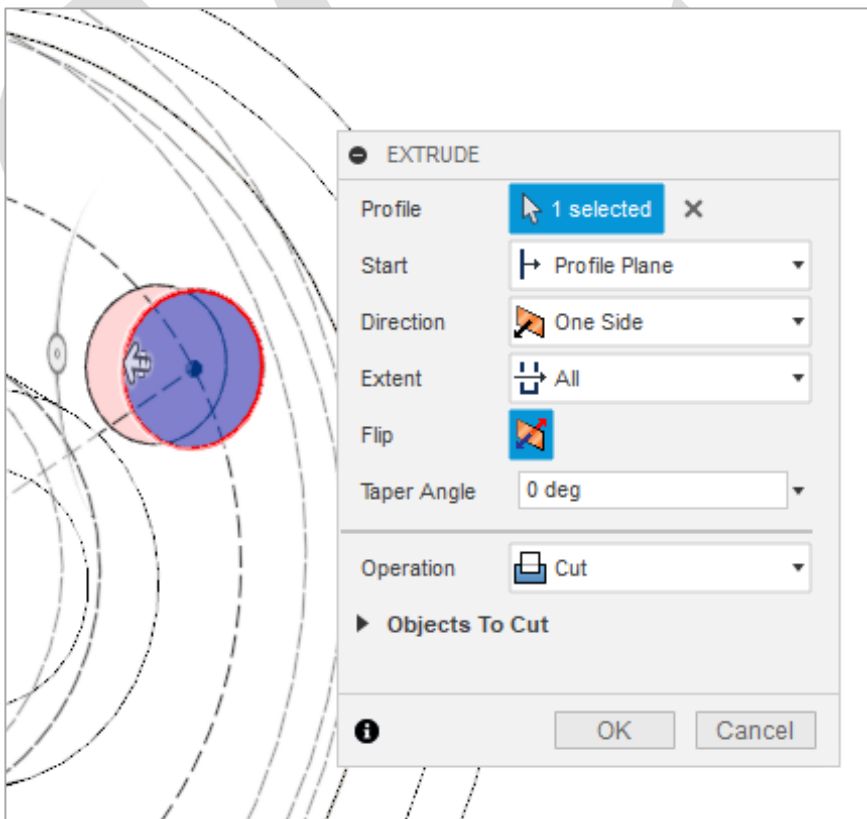 EXTRUDE
Profile 1 selected
Start Profile Plane
Direction One Side
Extent All
Flip
Taper Angle 0 deg
Operation Cut
Objects To Cut
OK Cancel